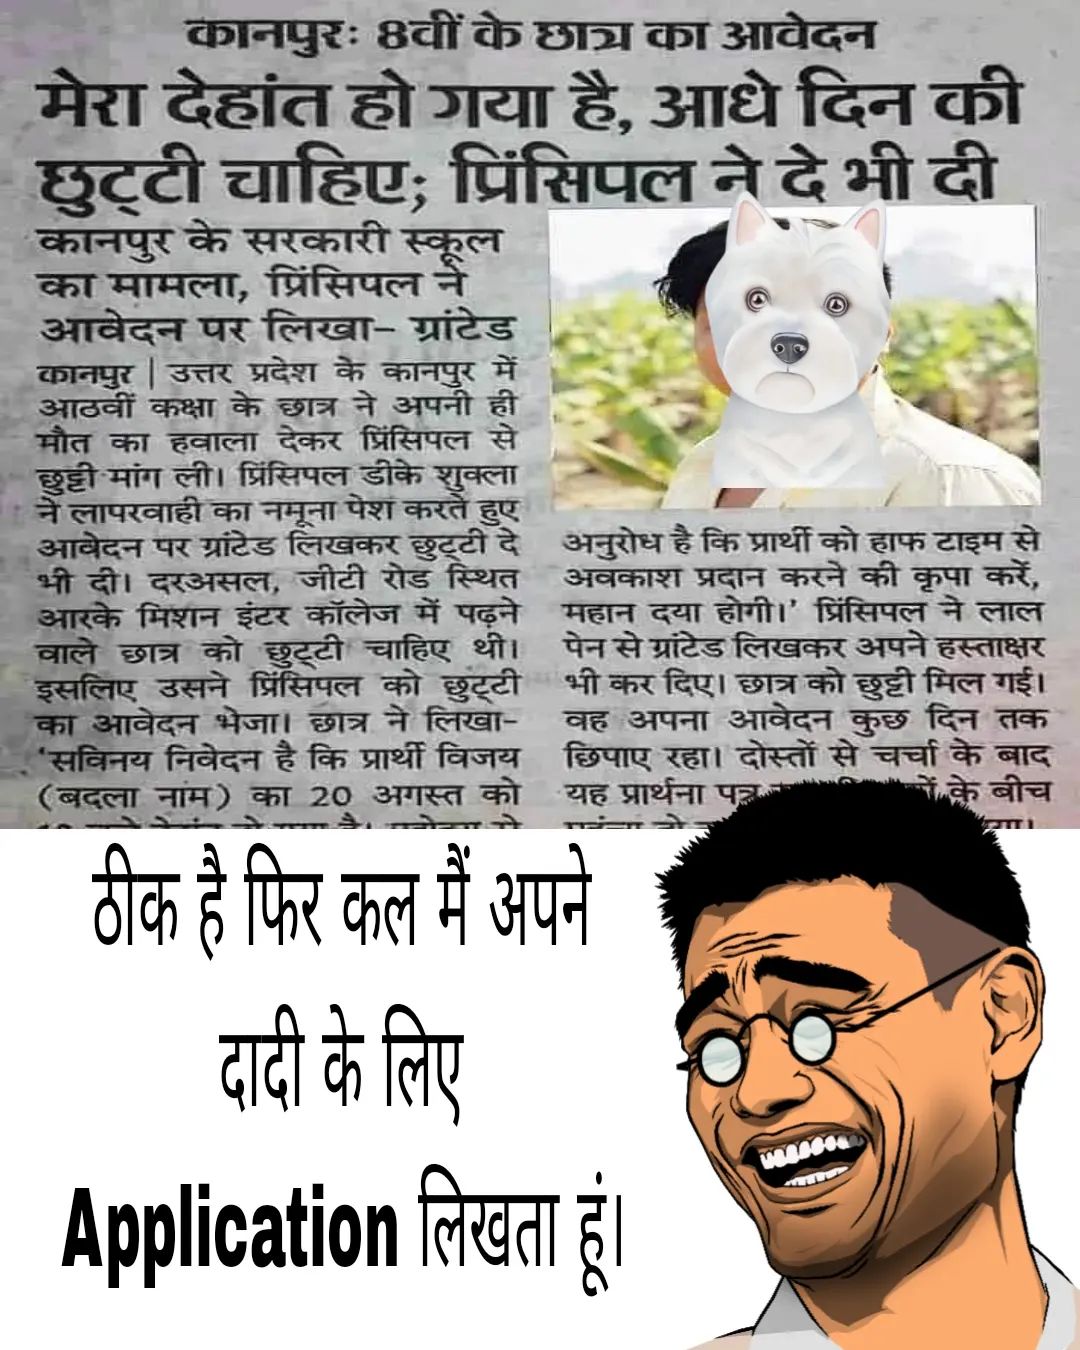 कानपुरः 8वीं के छात्र का आवेदन
मेरा देहांत हो गया है, आधे दिन की
छुट्टी चाहिए; प्रिंसिपल ने दे भी दी
कानपुर के सरकारी स्कूल
का मामला, प्रिंसिपल ने
आवेदन पर लिखा– ग्रांटेड
कानपुर | उत्तर प्रदेश के कानपुर में
आठवीं कक्षा के छात्र ने अपनी ही
मौत का हवाला देकर प्रिंसिपल से
छुट्टी मांग ली। प्रिंसिपल डीके शुक्ला
ने लापरवाही का नमूना पेश करते हुए
आवेदन पर ग्रांटेड लिखकर छुट्टी दे
भी दी। दरअसल, जीटी रोड स्थित
आरके मिशन इंटर कॉलेज में पढ़ने
वाले छात्र को छुट्टी चाहिए थी।
इसलिए उसने प्रिंसिपल को छुट्टी
का आवेदन भेजा। छात्र ने लिखा–
‘सविनय निवेदन है कि प्रार्थी विजय
(बदला नांम) का 20 अगस्त को
अनुरोध है कि प्रार्थी को हाफ टाइम से
अवकाश प्रदान करने की कृपा करें,
महान दया होगी।’ प्रिंसिपल ने लाल
पेन से ग्रांटेड लिखकर अपने हस्ताक्षर
भी कर दिए। छात्र को छुट्टी मिल गई।
वह अपना आवेदन कुछ दिन तक
छिपाए रहा। दोस्तों से चर्चा के बाद
यह प्रार्थना पत्र के बीच
ठीक है फिर कल मैं अपने
दादी के लिए
Application लिखता हूं।